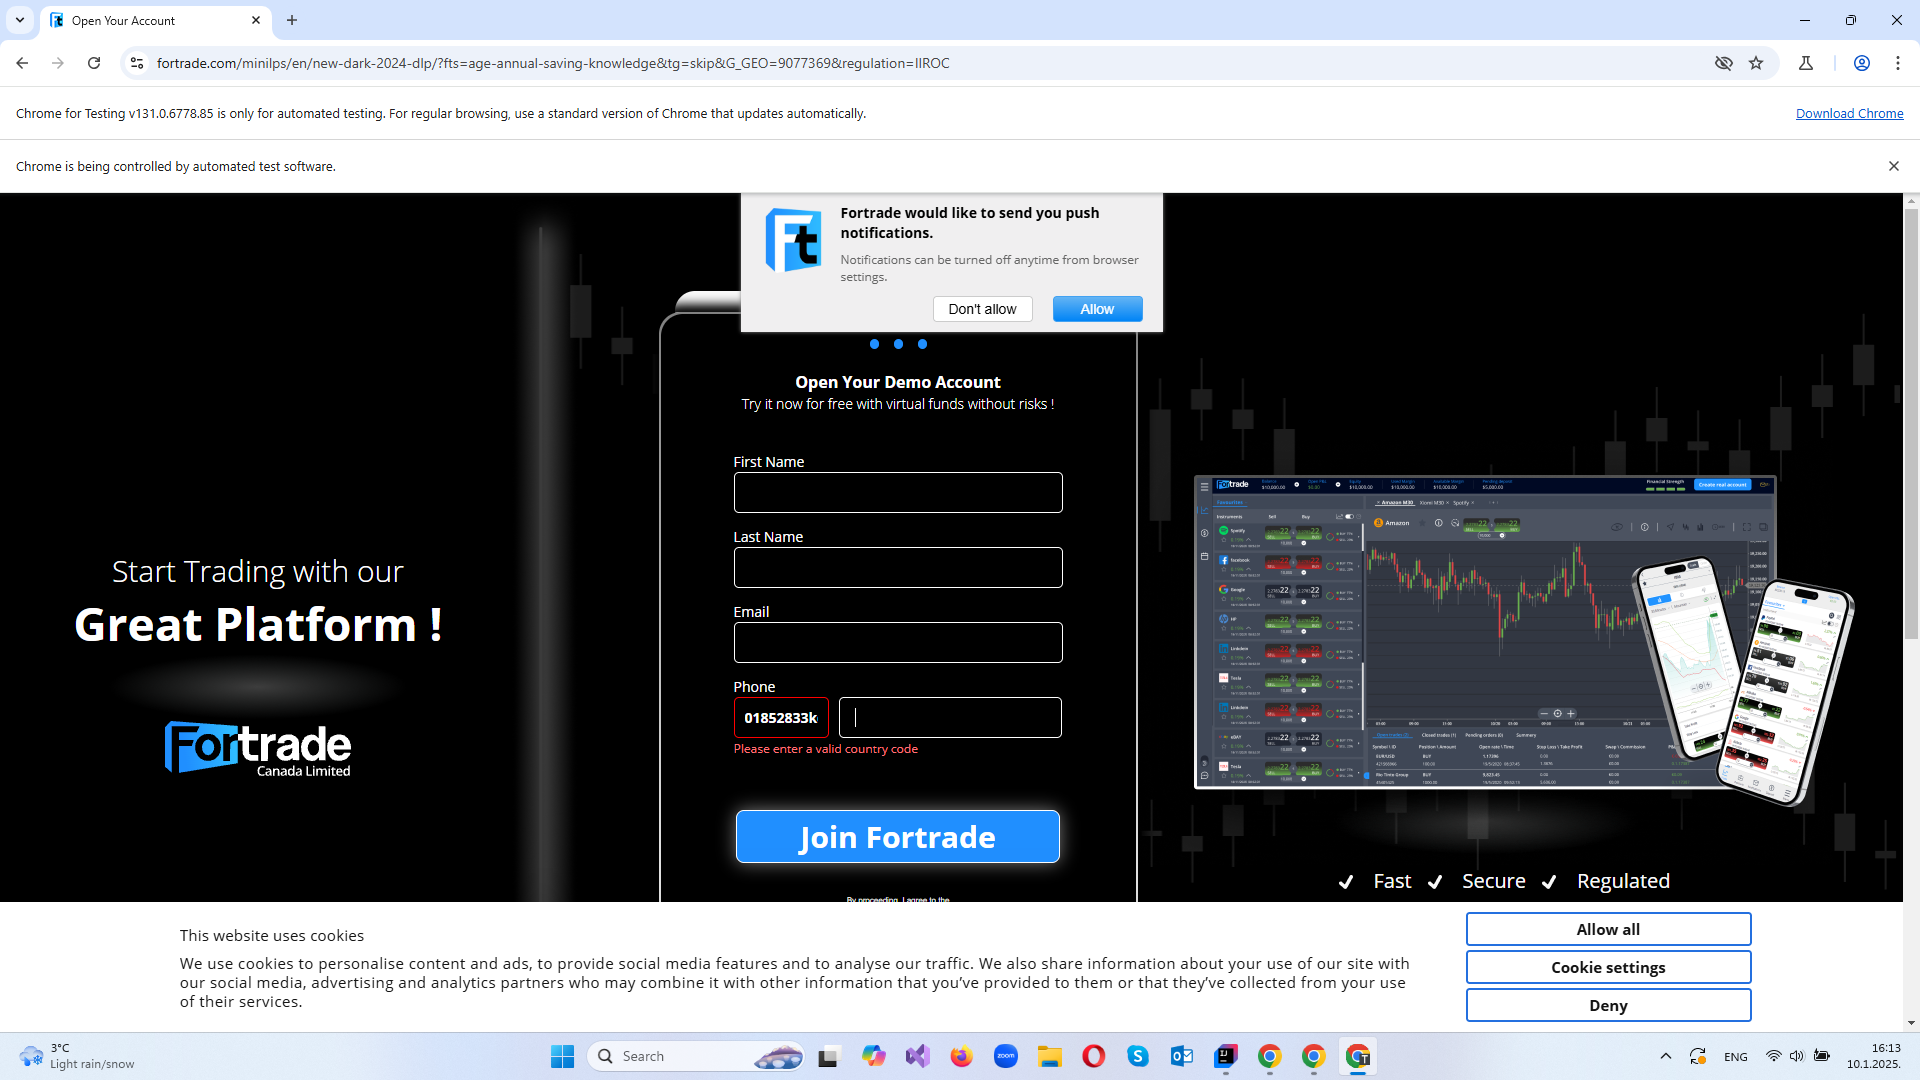 Open Your Account
fortrade.com/minilps/en/new-dark-2024-dlp/?fts=age-annual-saving-knowledge&tg=skip&G_GEO=9077369&regulation=IIROC
Chrome for Testing v131.0.6778.85 is only for automated testing. For regular browsing, use a standard version of Chrome that updates automatically.
Download Chrome
Chrome is being controlled by automated test software.
Ft
Fortrade would like to send you push
notifications.
Notifications can be turned off anytime from browser
settings.
Don't allow
Allow
Open Your Demo Account
Try it now for free with virtual funds without risks !
First Name
Last Name
Email
Phone
01852833k
Please enter a valid country code
Join Fortrade
By proceeding, I agree to the
Start Trading with our
Great Platform !
Fortrade
Canada Limited
Fortrade
Create real account
Amazon
Fast
Secure
Regulated
This website uses cookies
We use cookies to personalise content and ads, to provide social media features and to analyse our traffic. We also share information about your use of our site with
our social media, advertising and analytics partners who may combine it with other information that you've provided to them or that they've collected from your use
of their services.
Allow all
Cookie settings
Deny
3°C
Light rain/snow
Search
zoom
ENG
16:13
10.1.2025.